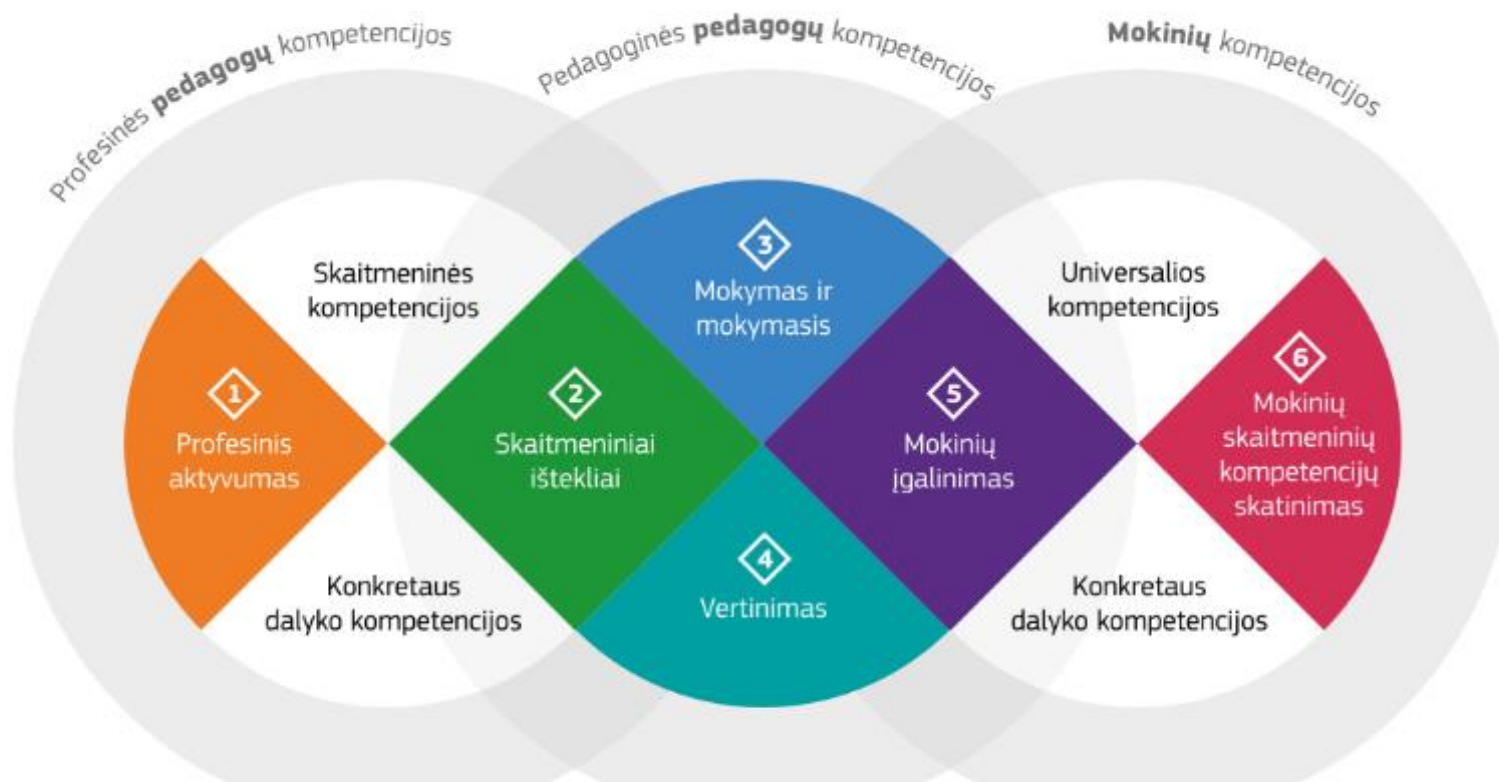 Profesinės pedagogų kompetencijos
Pedagoginės pedagogų kompetencijos
Mokinių kompetencijos
Skaitmeninės
kompetencijos
3
Mokymas ir
mokymasis
Universalios
kompetencijos
1
Profesinis
aktyvumas
2
Skaitmeniniai
ištekliai
5
Mokinių
įgalinimas
6
Mokinių
skaitmeninių
kompetencijų
skatinimas
Konkretaus
dalyko kompetencijos
4
Vertinimas
Konkretaus
dalyko kompetencijos